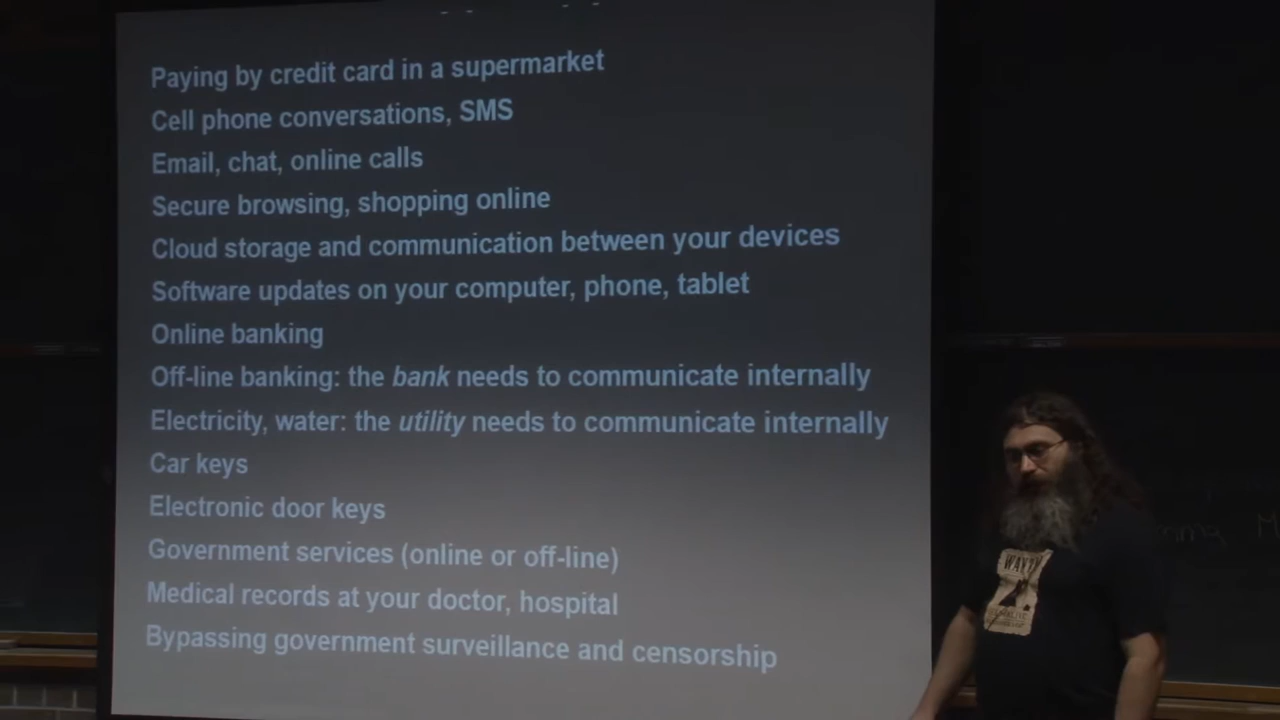 Paying by credit card in a supermarket
Cell phone conversations, SMS
Email, chat, online calls
Secure browsing, shopping online
Cloud storage and communication between your devices
Software updates on your computer, phone, tablet
Online banking
Off-line banking: the bank needs to communicate internally
Electricity, water: the utility needs to communicate internally
Car keys
Electronic door keys
Government services (online or off-line)
Medical records at your doctor, hospital
Bypassing government surveillance and censorship